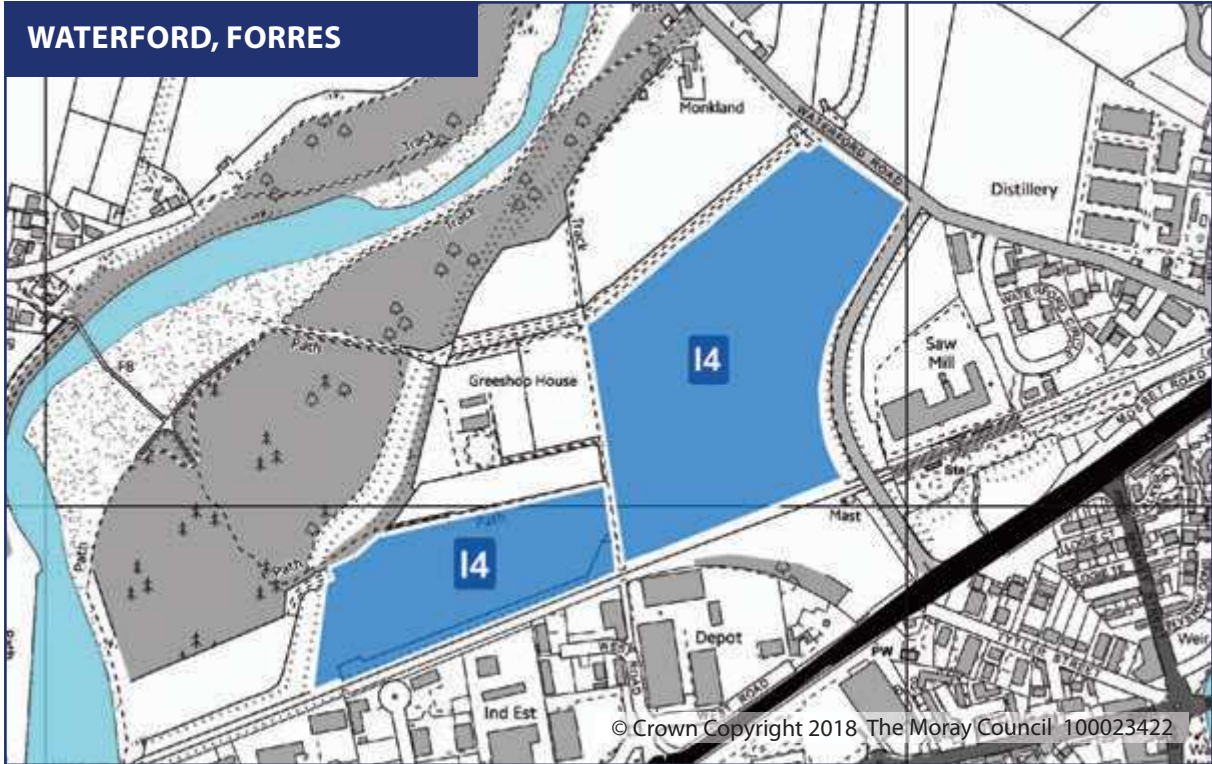 WATERFORD, FORRES
Mast
Monkland
WATERFORD ROAD
Track
Distillery
Track
Track
Path
FB
Greeshop House
I4
Saw
Mill
Sta
Mast
Path
I4
Path
Path
Depot
PW
Weir
Ind Est
ROAD
© Crown Copyright 2018 The Moray Council 100023422